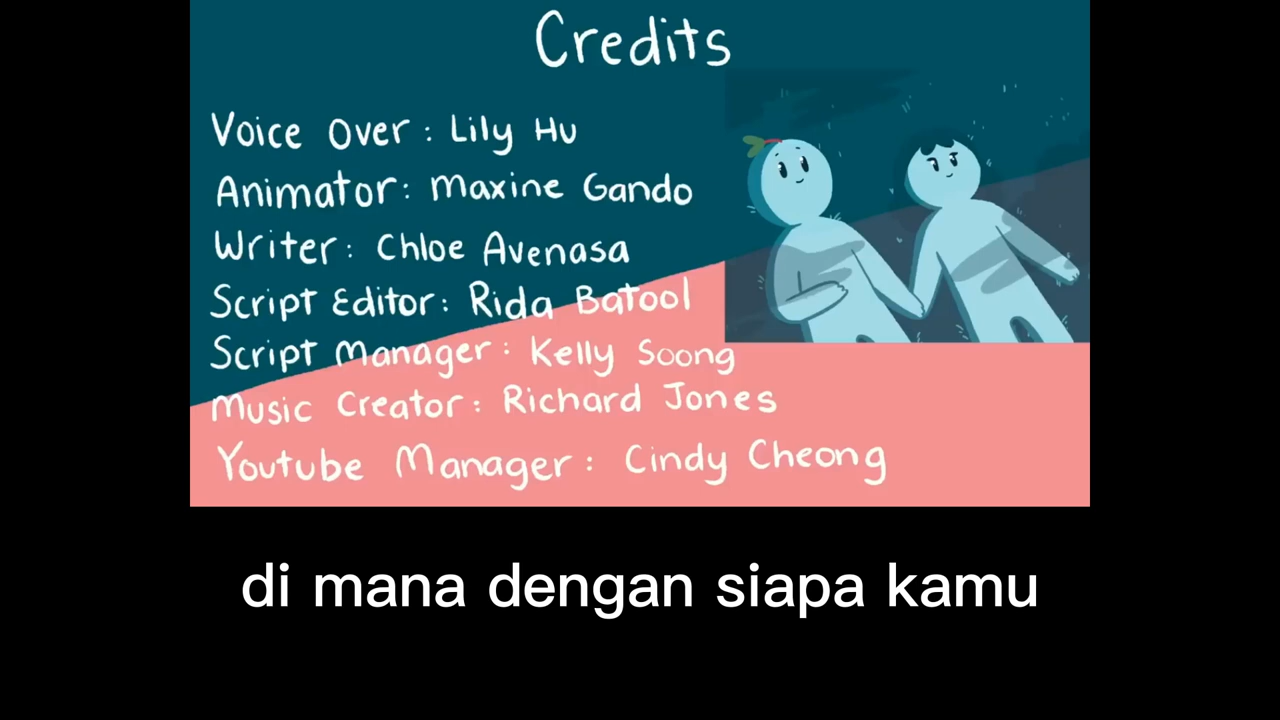 Credits
Voice Over : Lily Hu
Animator: Maxine Gando
Writer: Chloe Avenasa
Script Editor: Rida Batool
Script Manager: Kelly Soong
Music Creator: Richard Jones
Youtube Manager: Cindy Cheong
di mana dengan siapa kamu